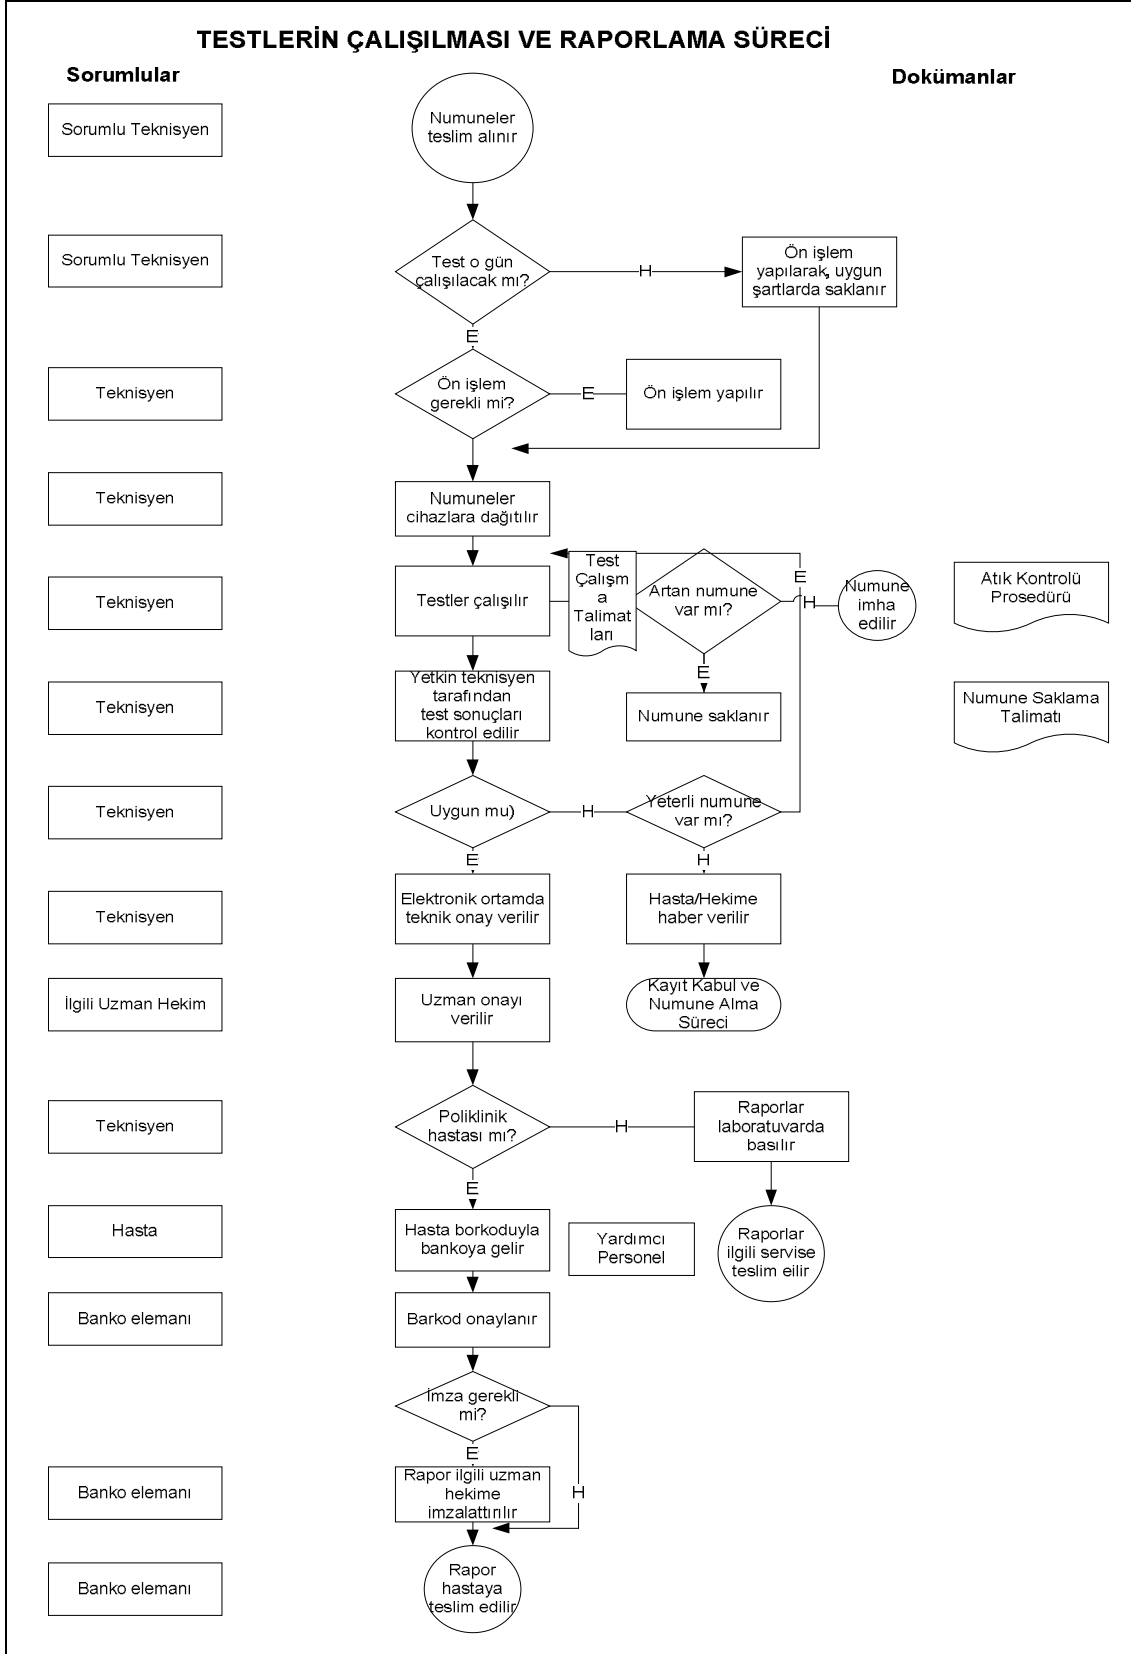 TESTLERİN ÇALIŞILMASI VE RAPORLAMA SÜRECİ
Sorumlular
Dokümanlar
Sorumlu Teknisyen
Numuneler
teslim alınır
Sorumlu Teknisyen
Test o gün
çalışılacak mı?
H
Ön işlem
yapılarak, uygun
şartlarda saklanır
E
Teknisyen
Ön işlem
gerekli mi?
E
Ön işlem yapılır
Teknisyen
Numuneler
cihazlara dağıtılır
Teknisyen
Testler çalışılır
Test
Çalışm
a
Talimat
ları
Artan numune
var mı?
E
H
Numune
imha
edilir
Atık Kontrolü
Prosedürü
E
Teknisyen
Yetkin teknisyen
tarafından
test sonuçları
kontrol edilir
Numune saklanır
Numune Saklama
Talimatı
Teknisyen
Uygun mu)
H
Yeterli numune
var mı?
E
H
Teknisyen
Elektronik ortamda
teknik onay verilir
Hasta/Hekime
haber verilir
İlgili Uzman Hekim
Uzman onayı
verilir
Kayıt Kabul ve
Numune Alma
Süreci
Teknisyen
Poliklinik
hastası mı?
H
Raporlar
laboratuvarda
basılır
E
Hasta
Hasta borkoduyla
bankoya gelir
Yardımcı
Personel
Raporlar
ilgili servise
teslim eilir
Banko elemanı
Barkod onaylanır
İmza gerekli
mi?
E
H
Banko elemanı
Rapor ilgili uzman
hekime
imzalattırılır
Banko elemanı
Rapor
hastaya
teslim edilir